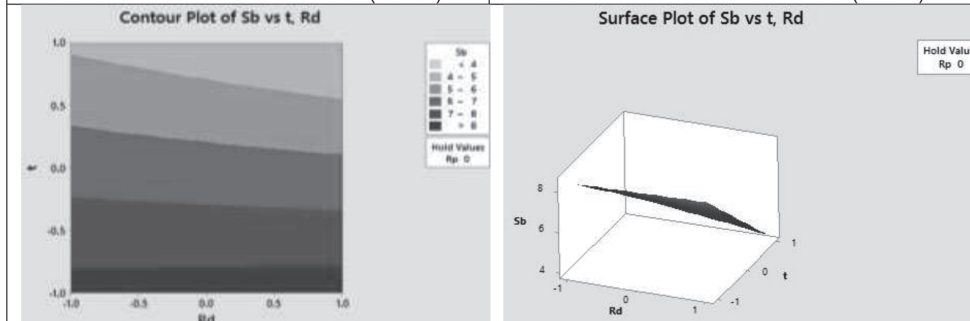 Contour Plot of Sb vs t, Rd
1.0
0.5
0.0
-0.5
-1.0
t
-1.0
-0.5
0.0
0.5
1.0
Rd
Sb
< 4
4 – 5
5 – 6
6 – 7
7 – 8
> 8
Hold Values
Rp 0
Surface Plot of Sb vs t, Rd
Hold Valu
Rp 0
8
6
4
Sb
-1
0
1
Rd
-1
0
1
t